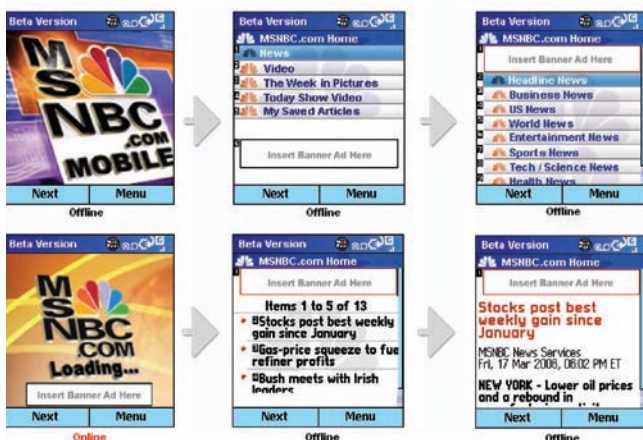 Beta Version
MSNBC
.COM
MOBILE
Next Menu
Offline
Beta Version
MSNBC.com Home
News
Video
The Week in Pictures
Today Show Video
My Saved Articles
Insert Banner Ad Here
Next Menu
Offline
Beta Version
MSNBC.com Home
Insert Banner Ad Here
Headline News
Business News
US News
World News
Entertainment News
Sports News
Tech / Science News
Health News
Next Menu
Offline
Beta Version
MSNBC
.COM
Loading...
Insert Banner Ad Here
Next Menu
Online
Beta Version
MSNBC.com Home
Insert Banner Ad Here
Items 1 to 5 of 13
Stocks post best weekly
gain since January
Gas-price squeeze to fue
refiner profits
Bush meets with Irish
leaders
Next Menu
Offline
Beta Version
MSNBC.com Home
Insert Banner Ad Here
Stocks post best
weekly gain since
January
MSNBC News Services
Fri, 17 Mar 2006, 06:02 PM ET
NEW YORK - Lower oil prices
and a rebound in
Next Menu
Offline